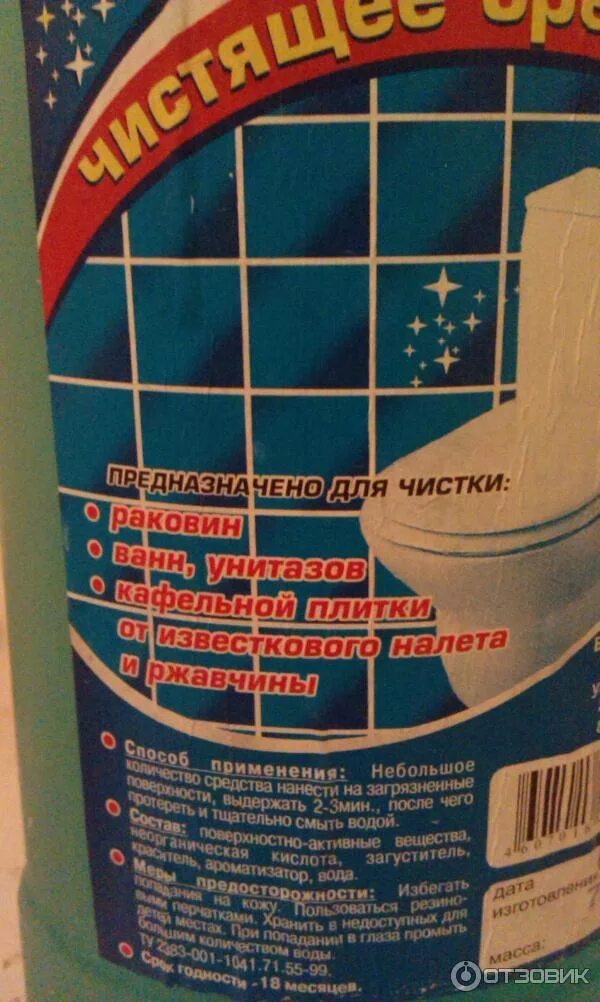 ЧИСТЯЩЕЕ
ПРЕДНАЗНАЧЕНО ДЛЯ ЧИСТКИ:
• раковин
• ванн, унитазов
• кафельной плитки
от известкового налета
и ржавчины
• Способ применения: Небольшое
количество средства нанести на загрязненные
поверхности, выдержать 2-3мин., после чего
протереть и тщательно смыть водой.
• Состав: поверхностно-активные вещества,
неорганическая кислота, загуститель,
краситель, ароматизатор, вода.
• Меры предосторожности: Избегать
попадания на кожу. Пользоваться резино-
выми перчатками. Хранить в недоступных для
детей местах. При попадании в глаза промыть
большим количеством воды.
ТУ 2383-001-1041.71.55-99.
• Срок годности -18 месяцев.
дата
изготовления
масса:
ОТЗОВИК